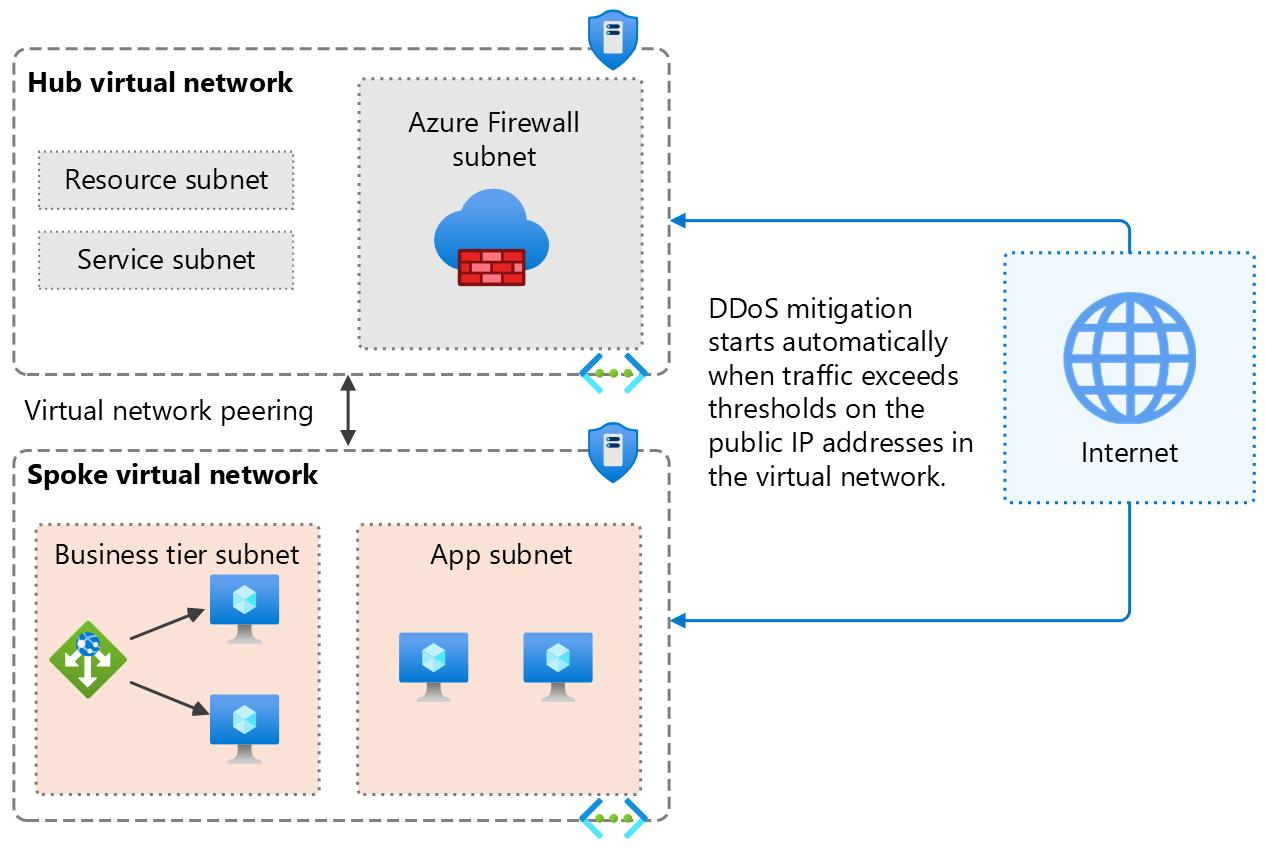 Hub virtual network
Azure Firewall
subnet
Resource subnet
Service subnet
DDoS mitigation
starts automatically
when traffic exceeds
thresholds on the
public IP addresses in
the virtual network.
Internet
Virtual network peering
Spoke virtual network
Business tier subnet
App subnet